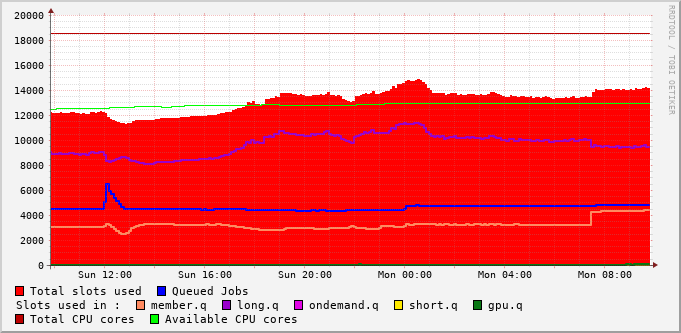 20000
18000
16000
14000
12000
10000
8000
6000
4000
2000
0
Sun 12:00 Sun 16:00 Sun 20:00 Mon 00:00 Mon 04:00 Mon 08:00
RRDTOOL / TOBI OETIKER
Total slots used Queued Jobs
Slots used in : member.q long.q ondemand.q short.q gpu.q
Total CPU cores Available CPU cores